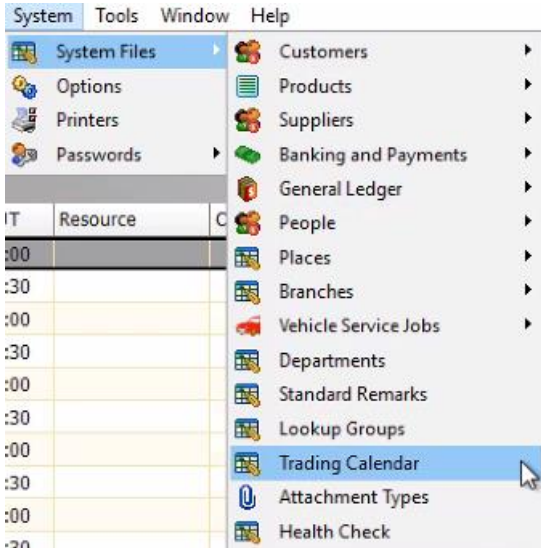 System Tools Window Help
System Files
Options
Printers
Passwords
Customers
Products
Suppliers
Banking and Payments
General Ledger
People
Places
Branches
Vehicle Service Jobs
Departments
Standard Remarks
Lookup Groups
Trading Calendar
Attachment Types
Health Check
Resource
:00
:30
:00
:30
:00
:30
:00
:30
:00
:30